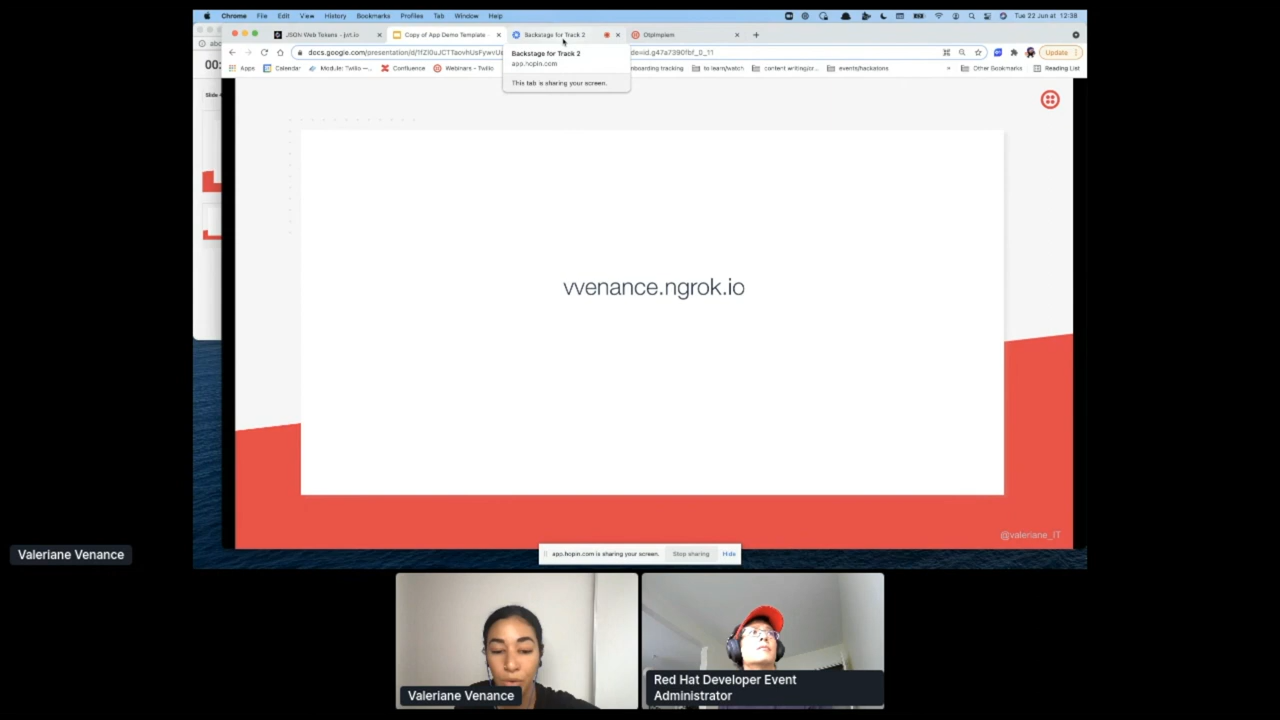 Chrome File Edit View History Bookmarks Profiles Tab Window Help
Tue 22 Jun at 12:38
JSON Web Tokens - jwt.io
Copy of App Demo Template
Backstage for Track 2
OtpImplem
Update
Apps
Calendar
Confluence
Webinars – Twilio
to learn/watch
content writing/pr...
events/hackatons
Other Bookmarks
Reading List
Backstage for Track 2
app.hopin.com
This tab is sharing your screen.
00:
Slide
vvenance.ngrok.io
@valeriane_IT
app.hopin.com is sharing your screen.
Stop sharing
Hide
Valeriane Venance
Valeriane Venance
Red Hat Developer Event
Administrator